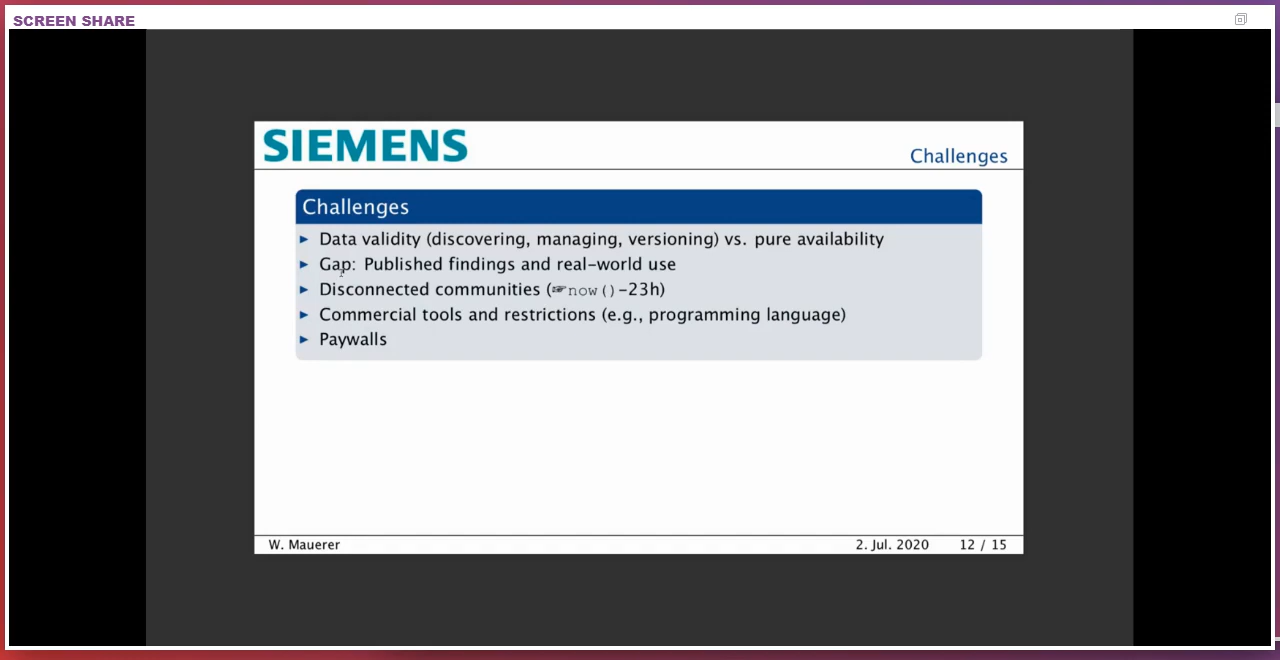 SCREEN SHARE
SIEMENS
Challenges
Challenges
► Data validity (discovering, managing, versioning) vs. pure availability
► Gap: Published findings and real-world use
► Disconnected communities (☞now()-23h)
► Commercial tools and restrictions (e.g., programming language)
► Paywalls
W. Mauerer
2. Jul. 2020 12 / 15